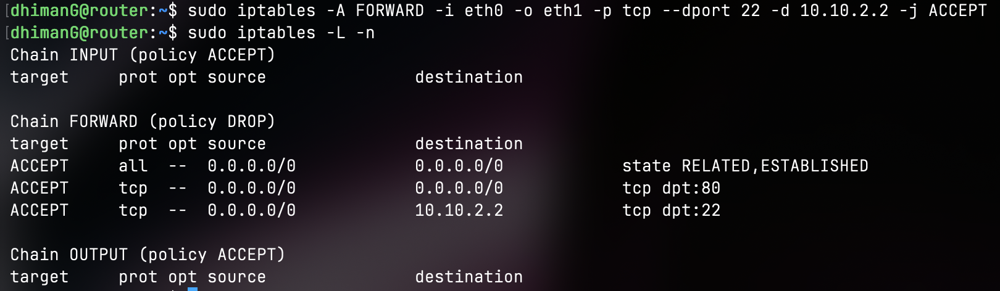 [dhimanG@router:~$ sudo iptables -A FORWARD -i eth0 -o eth1 -p tcp --dport 22 -d 10.10.2.2 -j ACCEPT
[dhimanG@router:~$ sudo iptables -L -n
Chain INPUT (policy ACCEPT)
target     prot opt source               destination

Chain FORWARD (policy DROP)
target     prot opt source               destination
ACCEPT     all  --  0.0.0.0/0            0.0.0.0/0            state RELATED,ESTABLISHED
ACCEPT     tcp  --  0.0.0.0/0            0.0.0.0/0            tcp dpt:80
ACCEPT     tcp  --  0.0.0.0/0            10.10.2.2            tcp dpt:22

Chain OUTPUT (policy ACCEPT)
target     prot opt source               destination